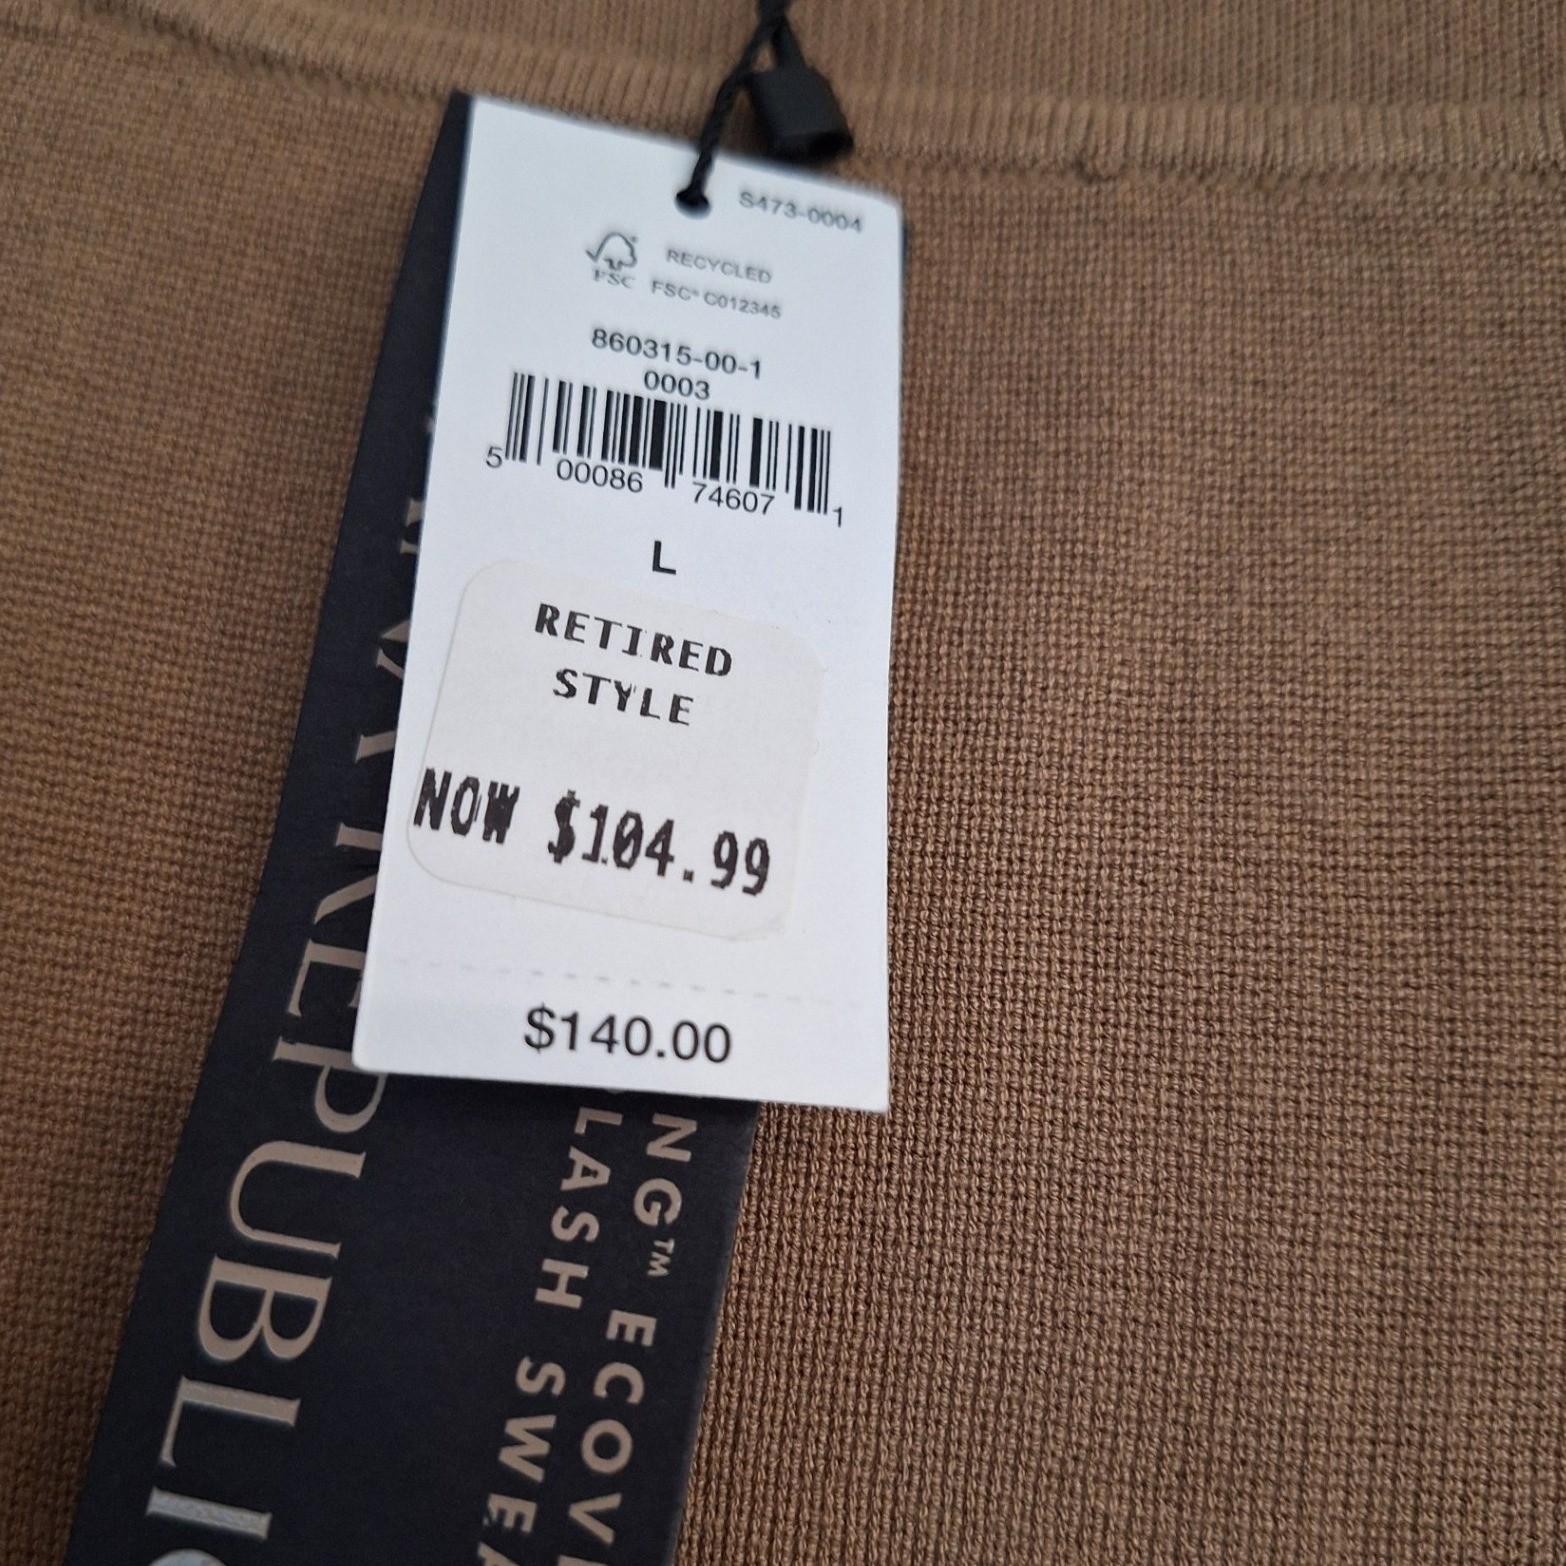 S473-0004
RECYCLED
FSC
FSC® C012345
860315-00-1
0003
5 00086 74607 1
L
RETIRED
STYLE
NOW $104.99
$140.00
REPUBLIC
NG™ ECOV
LASH SWEA